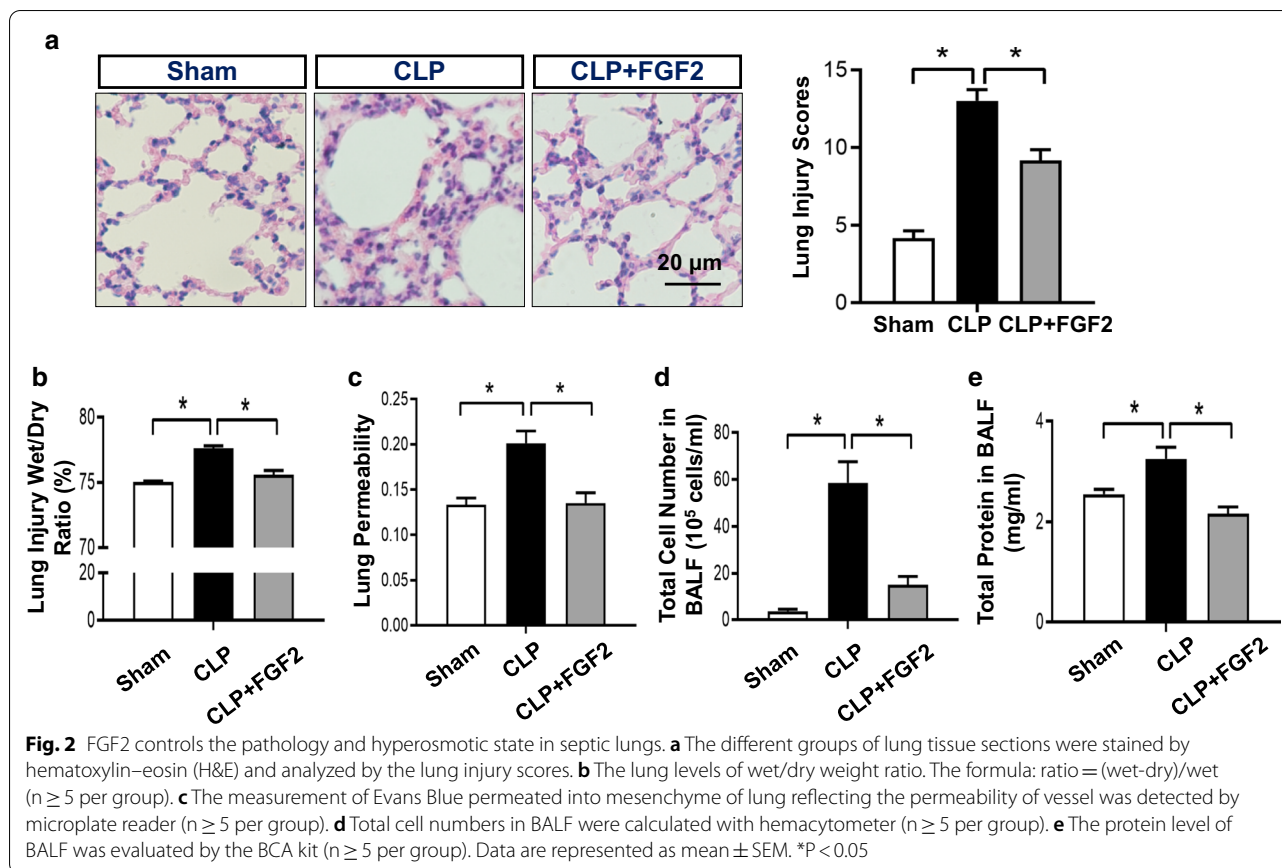 a
Sham CLP CLP+FGF2
20 µm
Lung Injury Scores
15
10
5
0
* *
Sham CLP CLP+FGF2
b
Lung Injury Wet/Dry
Ratio (%)
80
75
70
20
0
* *
Sham CLP CLP+FGF2
c
Lung Permeability
0.25
0.20
0.15
0.10
0.05
0.00
* *
Sham CLP CLP+FGF2
d
Total Cell Number in
BALF (10⁵ cells/ml)
80
60
40
20
0
* *
Sham CLP CLP+FGF2
e
Total Protein in BALF
(mg/ml)
4
2
0
* *
Sham CLP CLP+FGF2
Fig. 2 FGF2 controls the pathology and hyperosmotic state in septic lungs. a The different groups of lung tissue sections were stained by
hematoxylin–eosin (H&E) and analyzed by the lung injury scores. b The lung levels of wet/dry weight ratio. The formula: ratio = (wet-dry)/wet
(n ≥ 5 per group). c The measurement of Evans Blue permeated into mesenchyme of lung reflecting the permeability of vessel was detected by
microplate reader (n ≥ 5 per group). d Total cell numbers in BALF were calculated with hemacytometer (n ≥ 5 per group). e The protein level of
BALF was evaluated by the BCA kit (n ≥ 5 per group). Data are represented as mean ± SEM. *P < 0.05